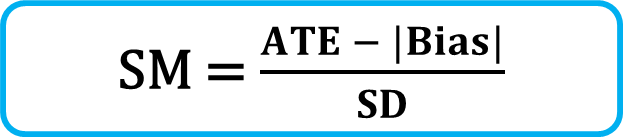 SM = (ATE − |Bias|) / SD